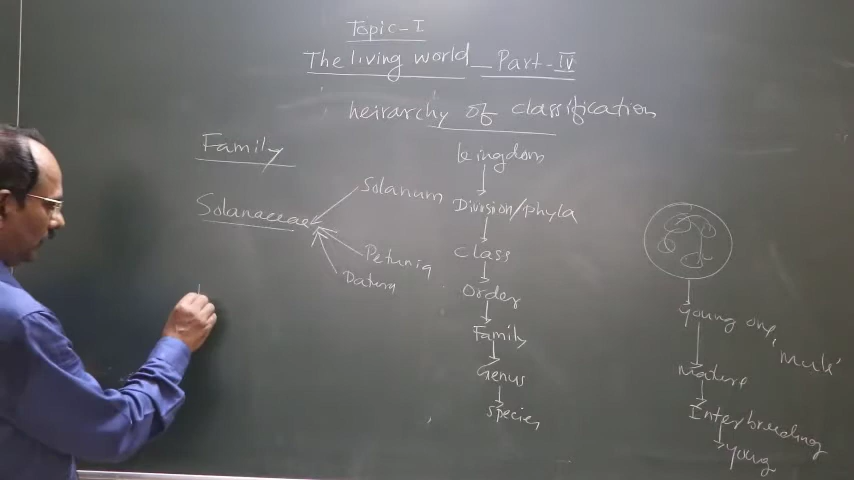 Topic-I
The living world - Part-IV
heirarchy of classification
Family
Solanaceae
Solanum
Petunia
Datura
kingdom
Division/phyla
Class
Order
Family
Genus
species
young one, 'Mule'
Mature
Interbreeding
young